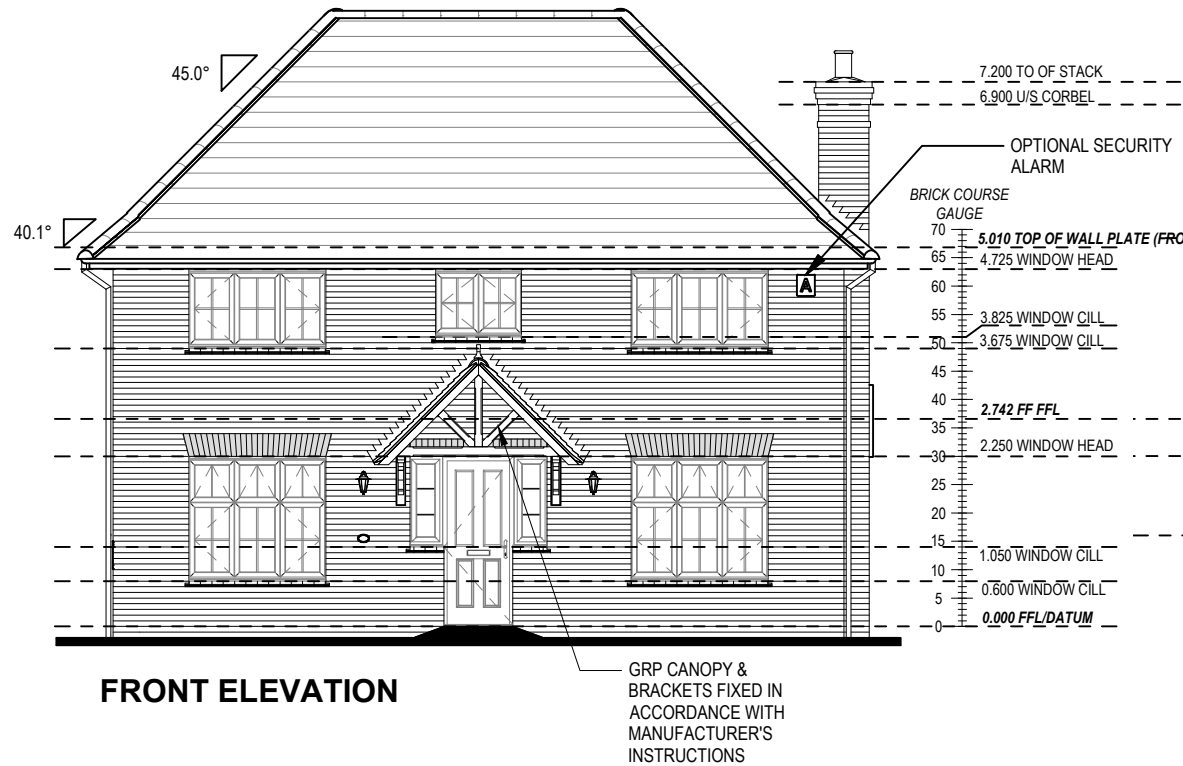 45.0°
7.200 TO OF STACK
6.900 U/S CORBEL
OPTIONAL SECURITY
ALARM
BRICK COURSE
GAUGE
40.1°
70
5.010 TOP OF WALL PLATE (FRO
65
4.725 WINDOW HEAD
A
60
55
3.825 WINDOW CILL
50
3.675 WINDOW CILL
45
40
2.742 FF FFL
35
2.250 WINDOW HEAD
30
25
20
15
1.050 WINDOW CILL
10
0.600 WINDOW CILL
5
0.000 FFL/DATUM
0
FRONT ELEVATION
GRP CANOPY &
BRACKETS FIXED IN
ACCORDANCE WITH
MANUFACTURER'S
INSTRUCTIONS